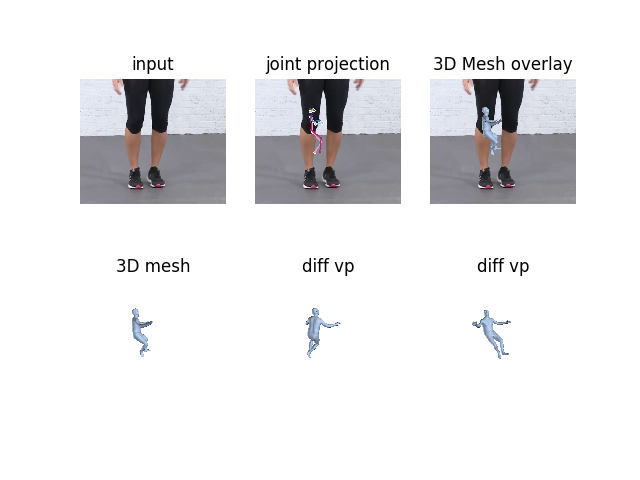 input
joint projection
3D Mesh overlay
3D mesh
diff vp
diff vp